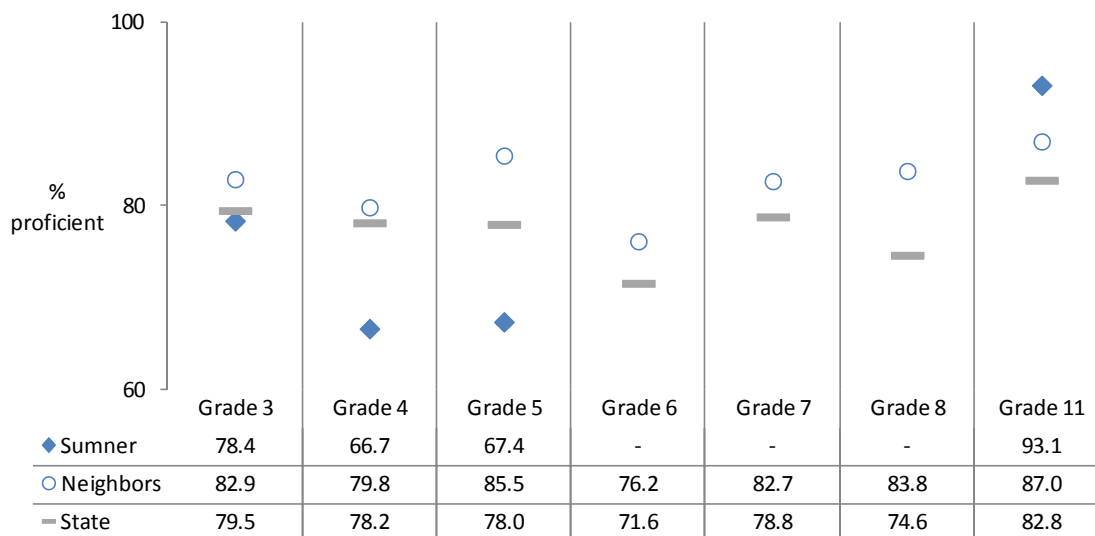 100
80
60
%
proficient
Grade 3 Grade 4 Grade 5 Grade 6 Grade 7 Grade 8 Grade 11
Sumner 78.4 66.7 67.4 - - - 93.1
Neighbors 82.9 79.8 85.5 76.2 82.7 83.8 87.0
State 79.5 78.2 78.0 71.6 78.8 74.6 82.8